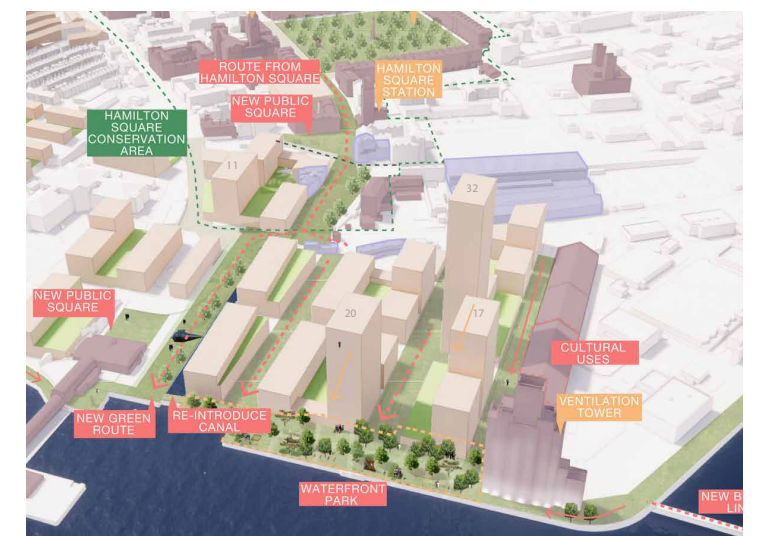 ROUTE FROM
HAMILTON SQUARE
HAMILTON
SQUARE
STATION
NEW PUBLIC
SQUARE
HAMILTON
SQUARE
CONSERVATION
AREA
11
32
NEW PUBLIC
SQUARE
20
17
CULTURAL
USES
VENTILATION
TOWER
NEW GREEN
ROUTE
RE-INTRODUCE
CANAL
WATERFRONT
PARK
NEW